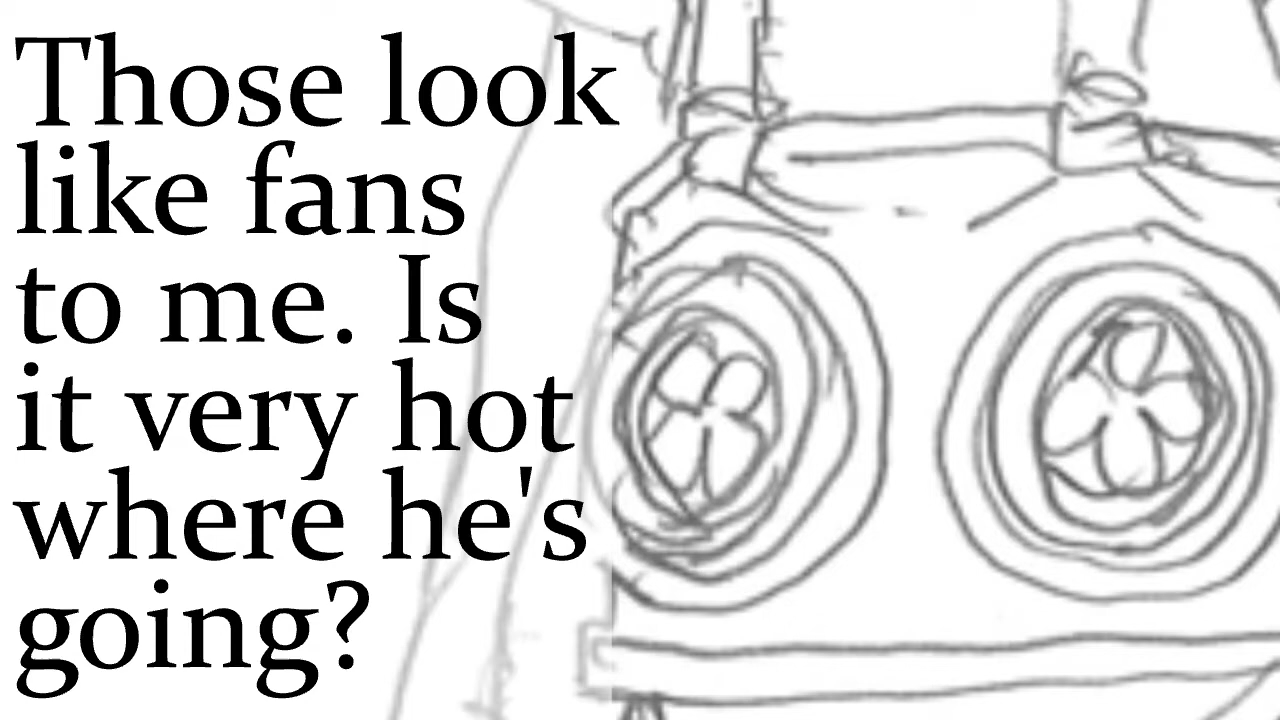 Those look
like fans
to me. Is
it very hot
where he's
going?